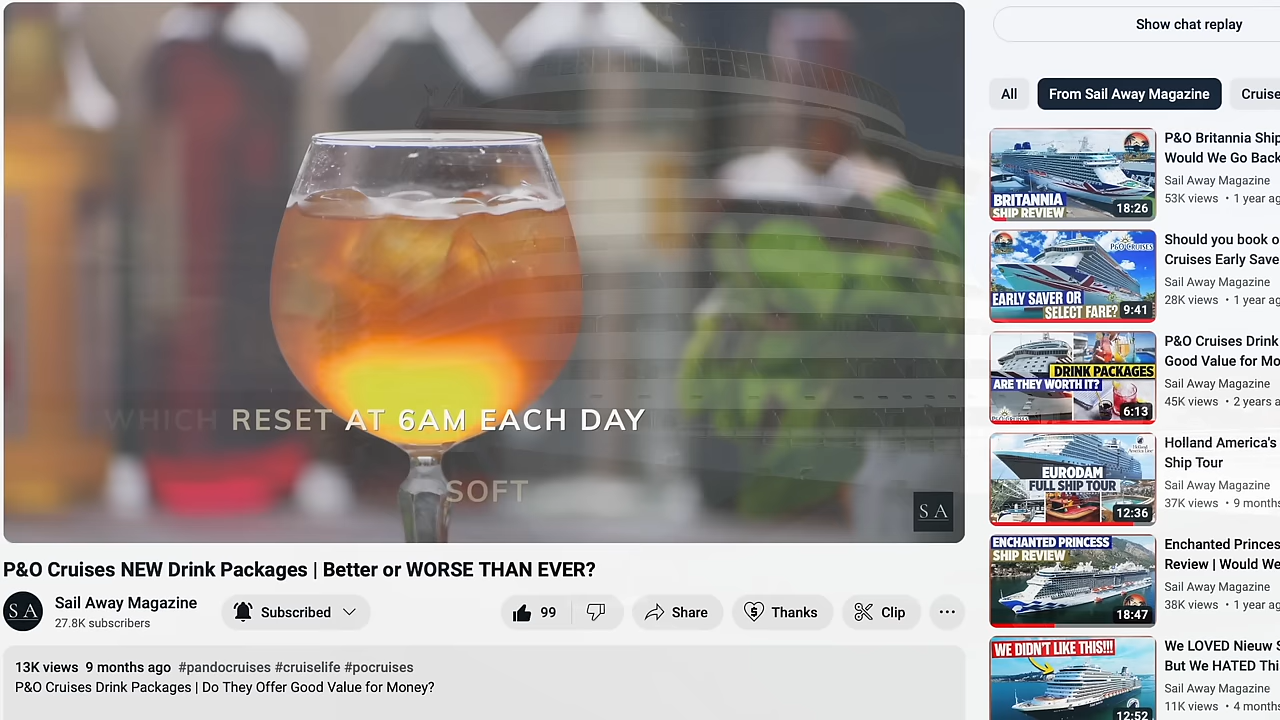 WHICH RESET AT 6AM EACH DAY
SOFT
S A
P&O Cruises NEW Drink Packages | Better or WORSE THAN EVER?
S A
Sail Away Magazine
27.8K subscribers
Subscribed
99
Share
Thanks
Clip
13K views 9 months ago #pandocruises #cruiselife #pocruises
P&O Cruises Drink Packages | Do They Offer Good Value for Money?
Show chat replay
All
From Sail Away Magazine
Cruise
BRITANNIA
SHIP REVIEW
18:26
P&O Britannia Ship
Would We Go Back
Sail Away Magazine
53K views • 1 year ag
P&O CRUISES
EARLY SAVER OR
SELECT FARE?
9:41
Should you book o
Cruises Early Save
Sail Away Magazine
28K views • 1 year ag
DRINK PACKAGES
ARE THEY WORTH IT?
6:13
P&O Cruises Drink
Good Value for Mo
Sail Away Magazine
45K views • 2 years a
Holland
America Line
EURODAM
FULL SHIP TOUR
12:36
Holland America's
Ship Tour
Sail Away Magazine
37K views • 9 months
ENCHANTED PRINCESS
SHIP REVIEW
18:47
Enchanted Princes
Review | Would We
Sail Away Magazine
38K views • 1 year ag
WE DIDN'T LIKE THIS!!!
12:52
We LOVED Nieuw S
But We HATED Thi
Sail Away Magazine
11K views • 4 months